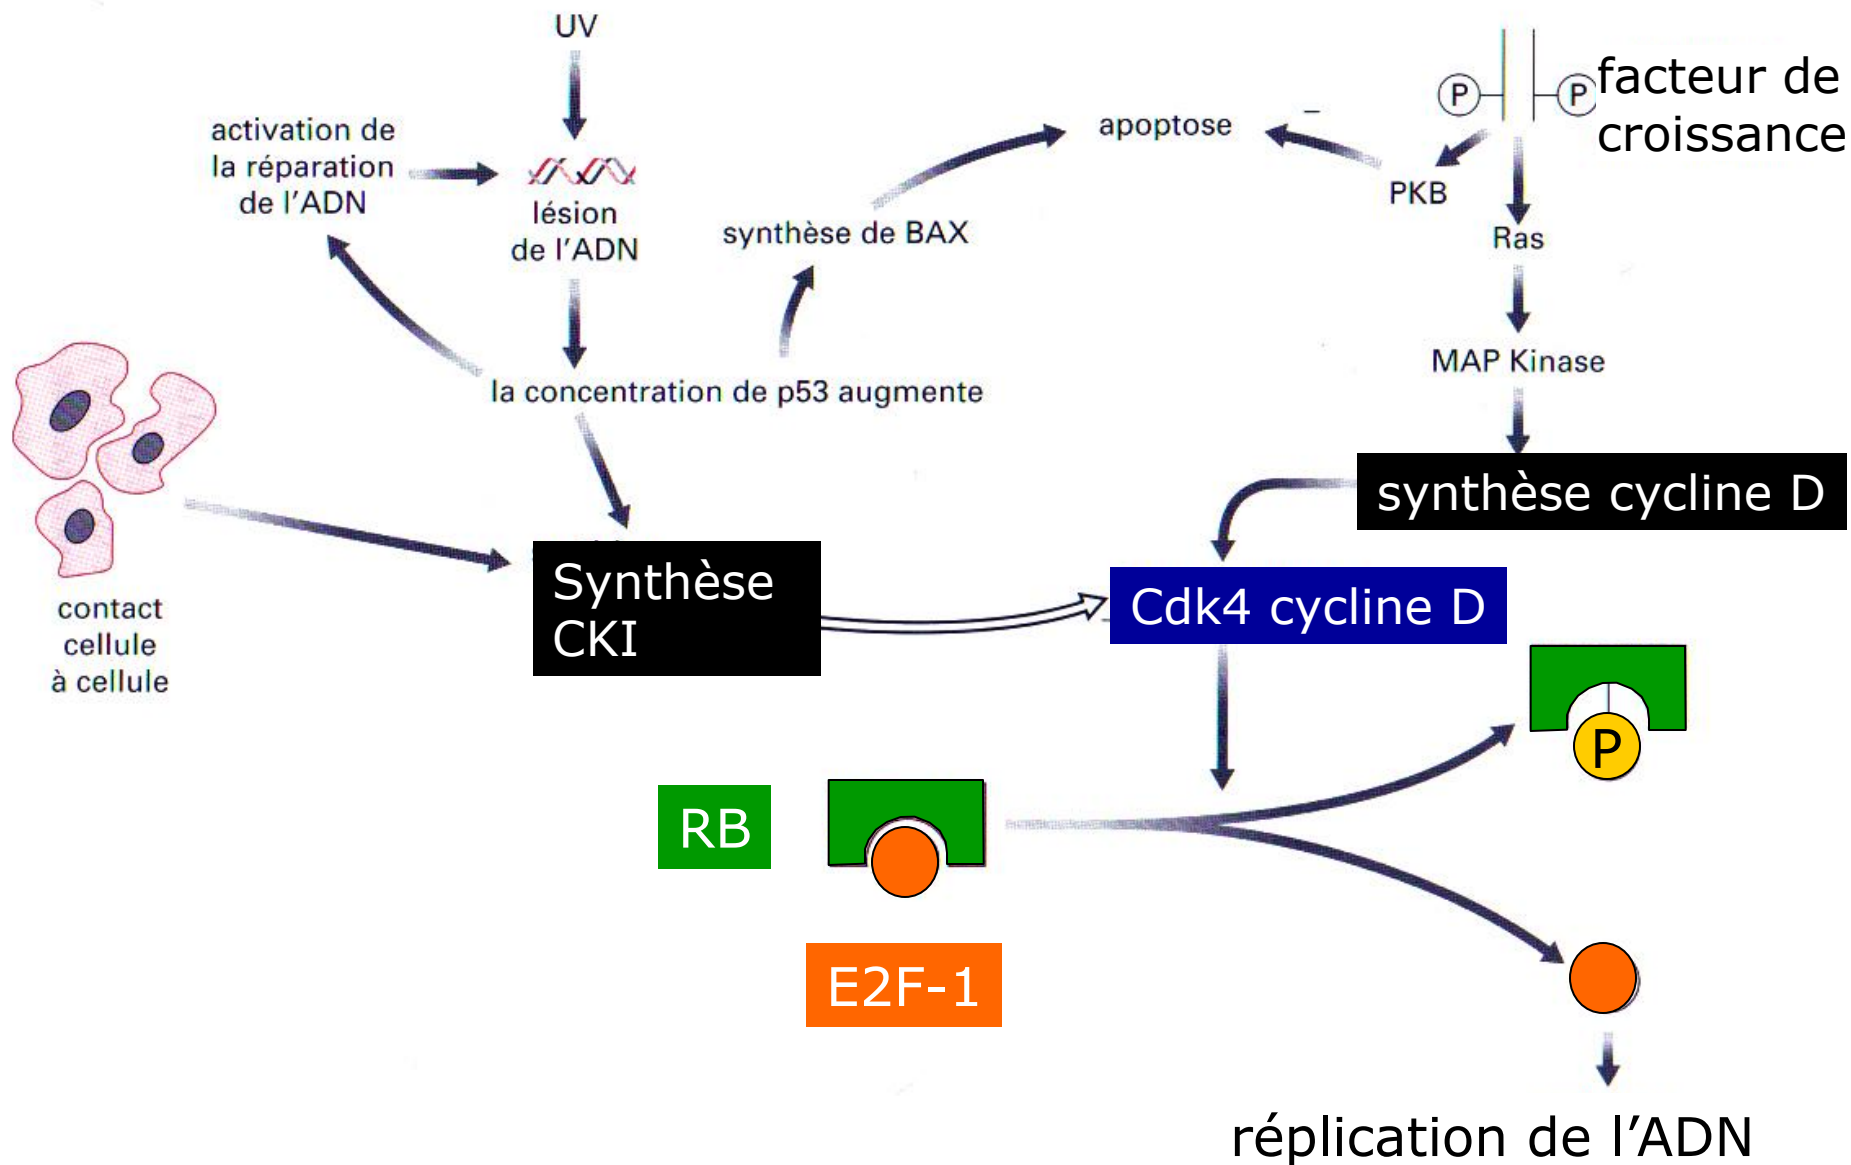 UV
P
P
facteur de
croissance
activation de
la réparation
de l'ADN
apoptose
–
lésion
de l'ADN
synthèse de BAX
PKB
Ras
MAP Kinase
la concentration de p53 augmente
synthèse cycline D
Synthèse
CKI
–
Cdk4 cycline D
contact
cellule
à cellule
P
RB
E2F-1
réplication de l’ADN